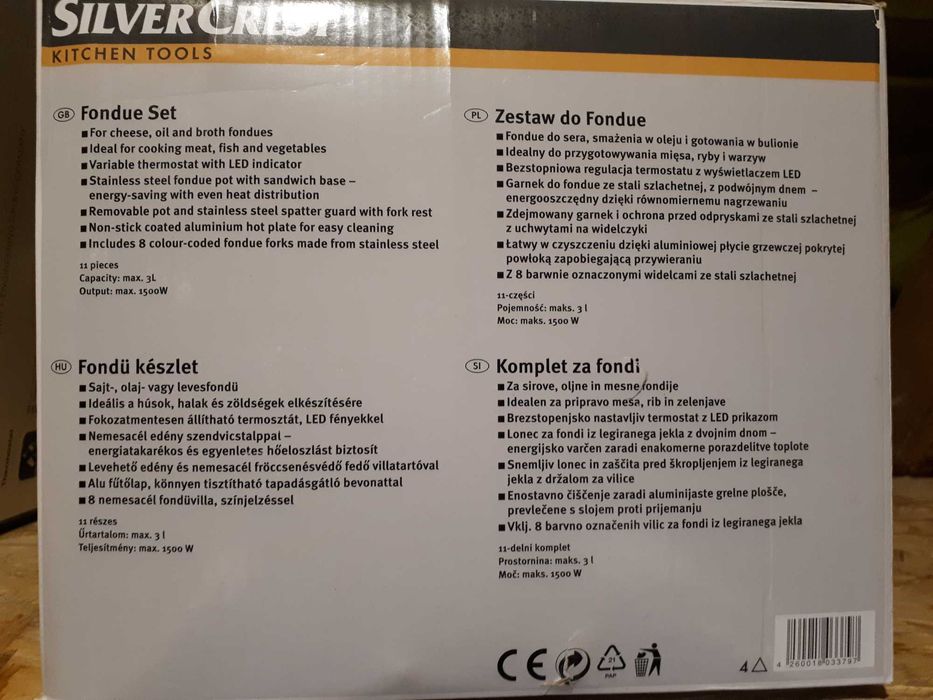 SILVERCREST
KITCHEN TOOLS
GB Fondue Set
■ For cheese, oil and broth fondues
■ Ideal for cooking meat, fish and vegetables
■ Variable thermostat with LED indicator
■ Stainless steel fondue pot with sandwich base –
energy-saving with even heat distribution
■ Removable pot and stainless steel spatter guard with fork rest
■ Non-stick coated aluminium hot plate for easy cleaning
■ Includes 8 colour-coded fondue forks made from stainless steel
11 pieces
Capacity: max. 3L
Output: max. 1500W
PL Zestaw do Fondue
■ Fondue do sera, smażenia w oleju i gotowania w bulionie
■ Idealny do przygotowywania mięsa, ryby i warzyw
■ Bezstopniowa regulacja termostatu z wyświetlaczem LED
■ Garnek do fondue ze stali szlachetnej, z podwójnym dnem –
energooszczędny dzięki równomiernemu nagrzewaniu
■ Zdejmowany garnek i ochrona przed odpryskami ze stali szlachetnej
z uchwytami na widelczyki
■ Łatwy w czyszczeniu dzięki aluminiowej płycie grzewczej pokrytej
powłoką zapobiegającą przywieraniu
■ Z 8 barwnie oznaczonymi widelcami ze stali szlachetnej
11-części
Pojemność: maks. 3 l
Moc: maks. 1500 W
HU Fondü készlet
■ Sajt-, olaj- vagy levesfondü
■ Ideális a húsok, halak és zöldségek elkészítésére
■ Fokozatmentesen állítható termosztát, LED fényekkel
■ Nemesacél edény szendvicstalppal –
energiatakarékos és egyenletes hőeloszlást biztosít
■ Levehető edény és nemesacél fröccsenésvédő fedő villatartóval
■ Alu fűtőlap, könnyen tisztítható tapadásgátló bevonattal
■ 8 nemesacél fondüvilla, színjelzéssel
11 részes
Űrtartalom: max. 3 l
Teljesítmény: max. 1500 W
SI Komplet za fondi
■ Za sirove, oljne in mesne fondije
■ Idealen za pripravo mesa, rib in zelenjave
■ Brezstopenjsko nastavljiv termostat z LED prikazom
■ Lonec za fondi iz legiranega jekla z dvojnim dnom –
energijsko varčen zaradi enakomerne porazdelitve toplote
■ Snemljiv lonec in zaščita pred škropljenjem iz legiranega
jekla z držalom za vilice
■ Enostavno čiščenje zaradi aluminijaste grelne plošče,
prevlečene s slojem proti prijemanju
■ Vklj. 8 barvno označenih vilic za fondi iz legiranega jekla
11-delni komplet
Prostornina: maks. 3 l
Moč: maks. 1500 W
CE
21
PAP
4
4 260018 033797